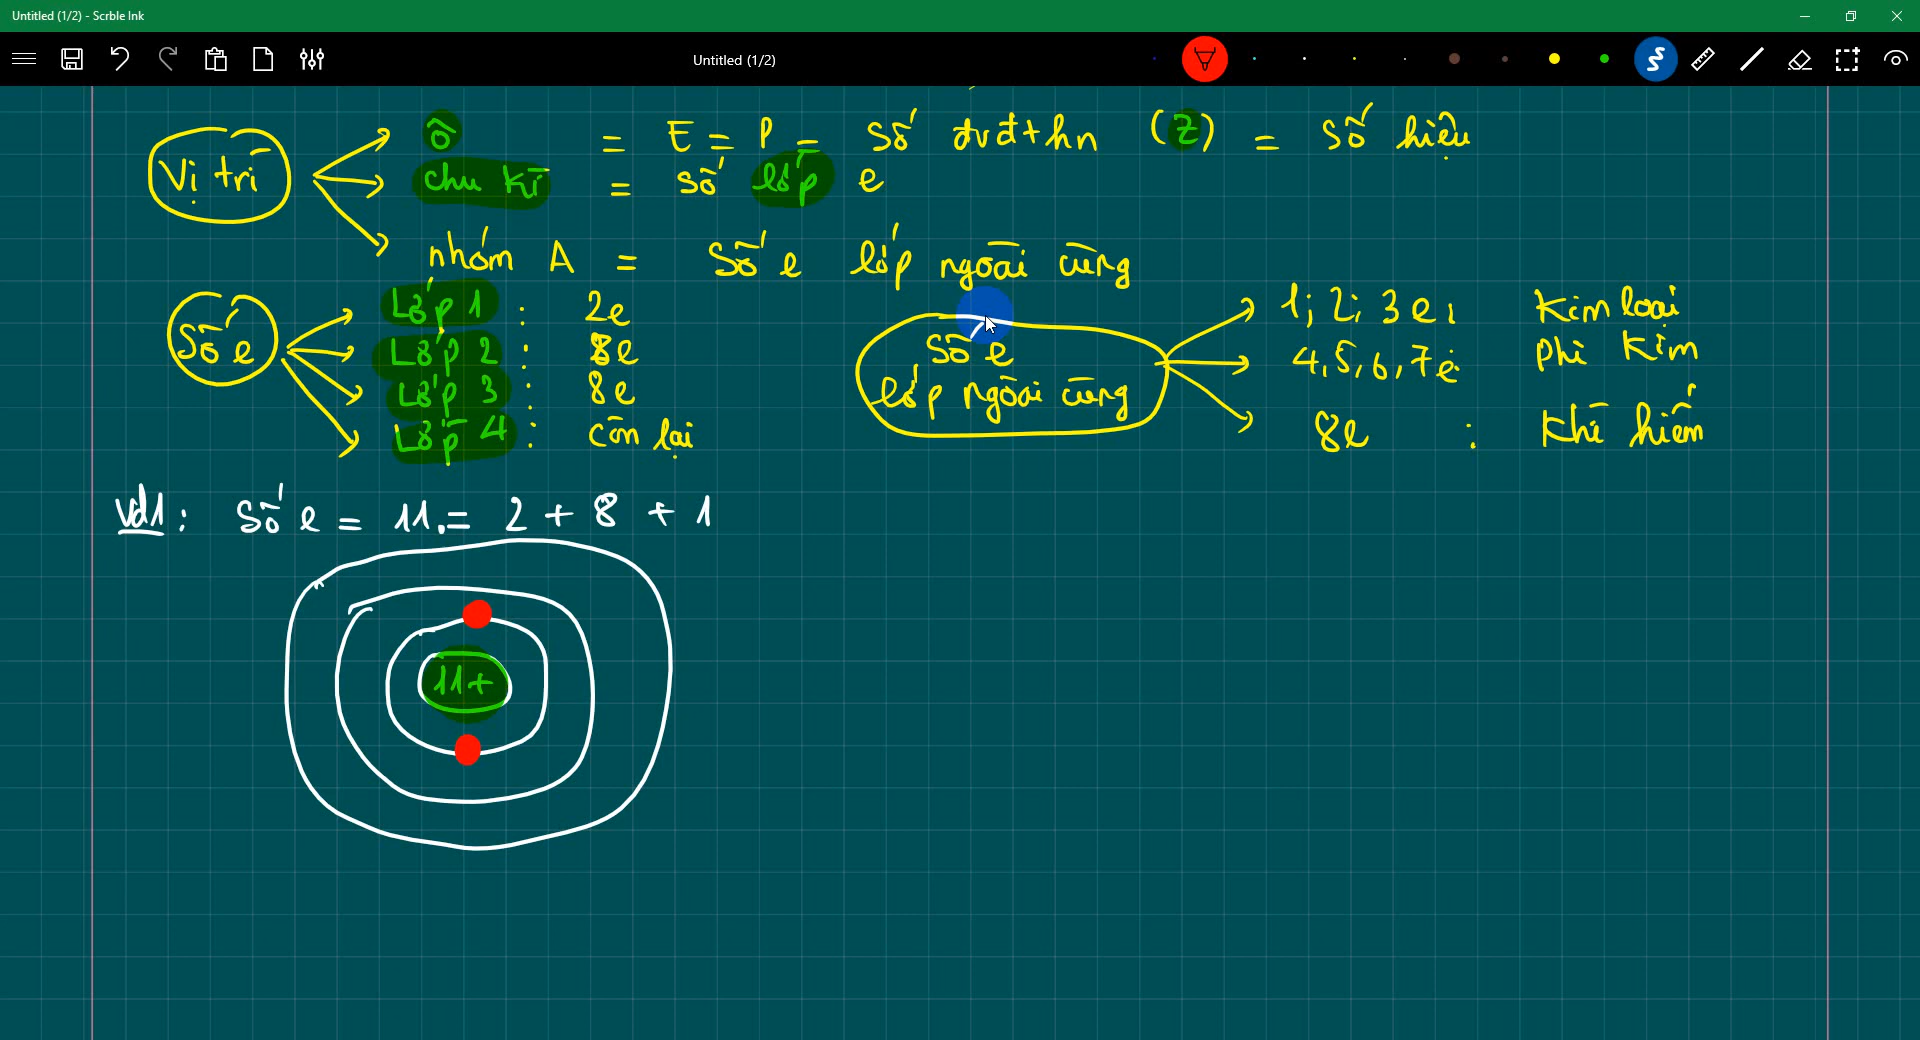 Untitled (1/2) - Scrble Ink
Untitled (1/2)
Vị trí
ô = E = P = Số đvđthn (Z) = Số hiệu
chu kì = Số lớp e
nhóm A = Số e lớp ngoài cùng
Số e
Lớp 1 : 2e
Lớp 2 : 8e
Lớp 3 : 8e
Lớp 4 : còn lại
Số e
lớp ngoài cùng
1; 2; 3 e: Kim loại
4,5,6,7e Phi Kim
8e : Khí hiếm
Vd1: Số e = 11.= 2 + 8 + 1
11+